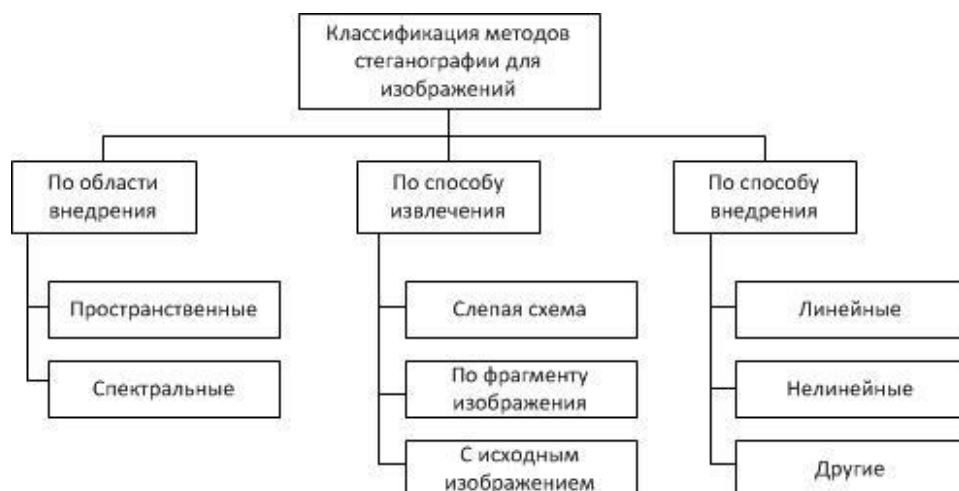 Классификация методов
стеганографии для
изображений
По области
внедрения
Пространственные
Спектральные
По способу
извлечения
Слепая схема
По фрагменту
изображения
С исходным
изображением
По способу
внедрения
Линейные
Нелинейные
Другие